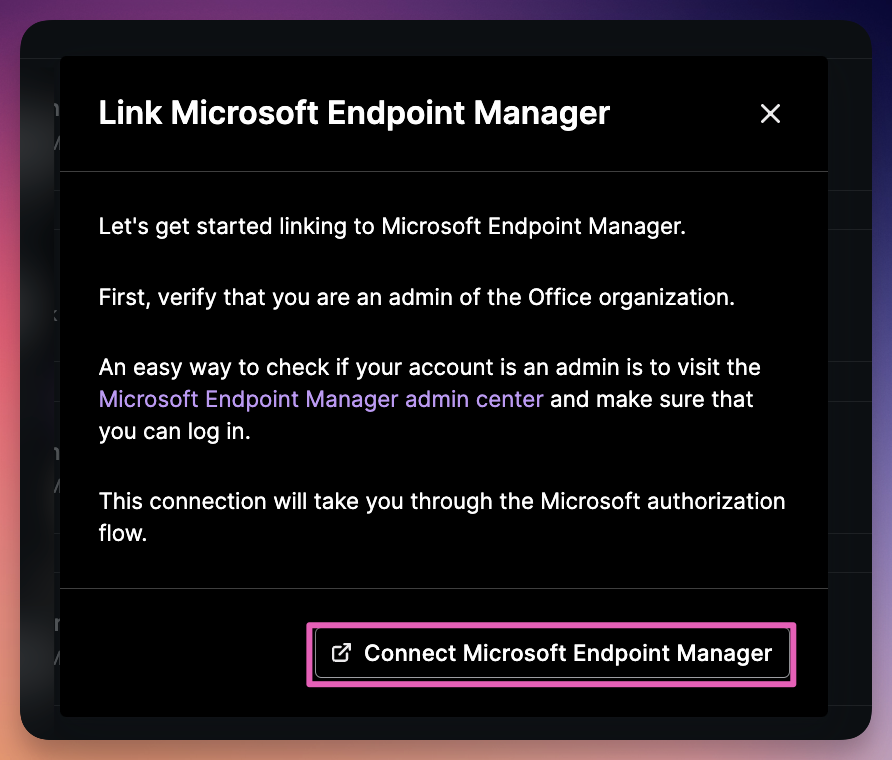 Link Microsoft Endpoint Manager
Let's get started linking to Microsoft Endpoint Manager.
First, verify that you are an admin of the Office organization.
An easy way to check if your account is an admin is to visit the
Microsoft Endpoint Manager admin center and make sure that
you can log in.
This connection will take you through the Microsoft authorization
flow.
Connect Microsoft Endpoint Manager